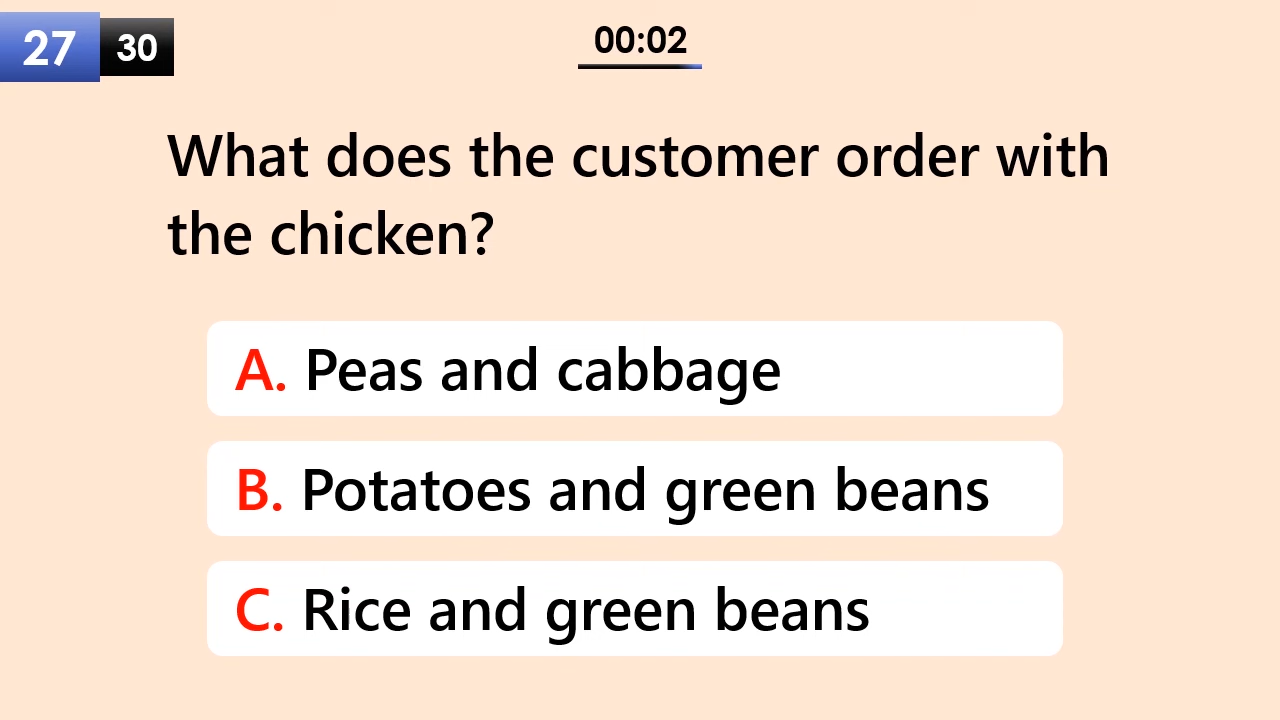 27 30
00:02
What does the customer order with
the chicken?
A. Peas and cabbage
B. Potatoes and green beans
C. Rice and green beans